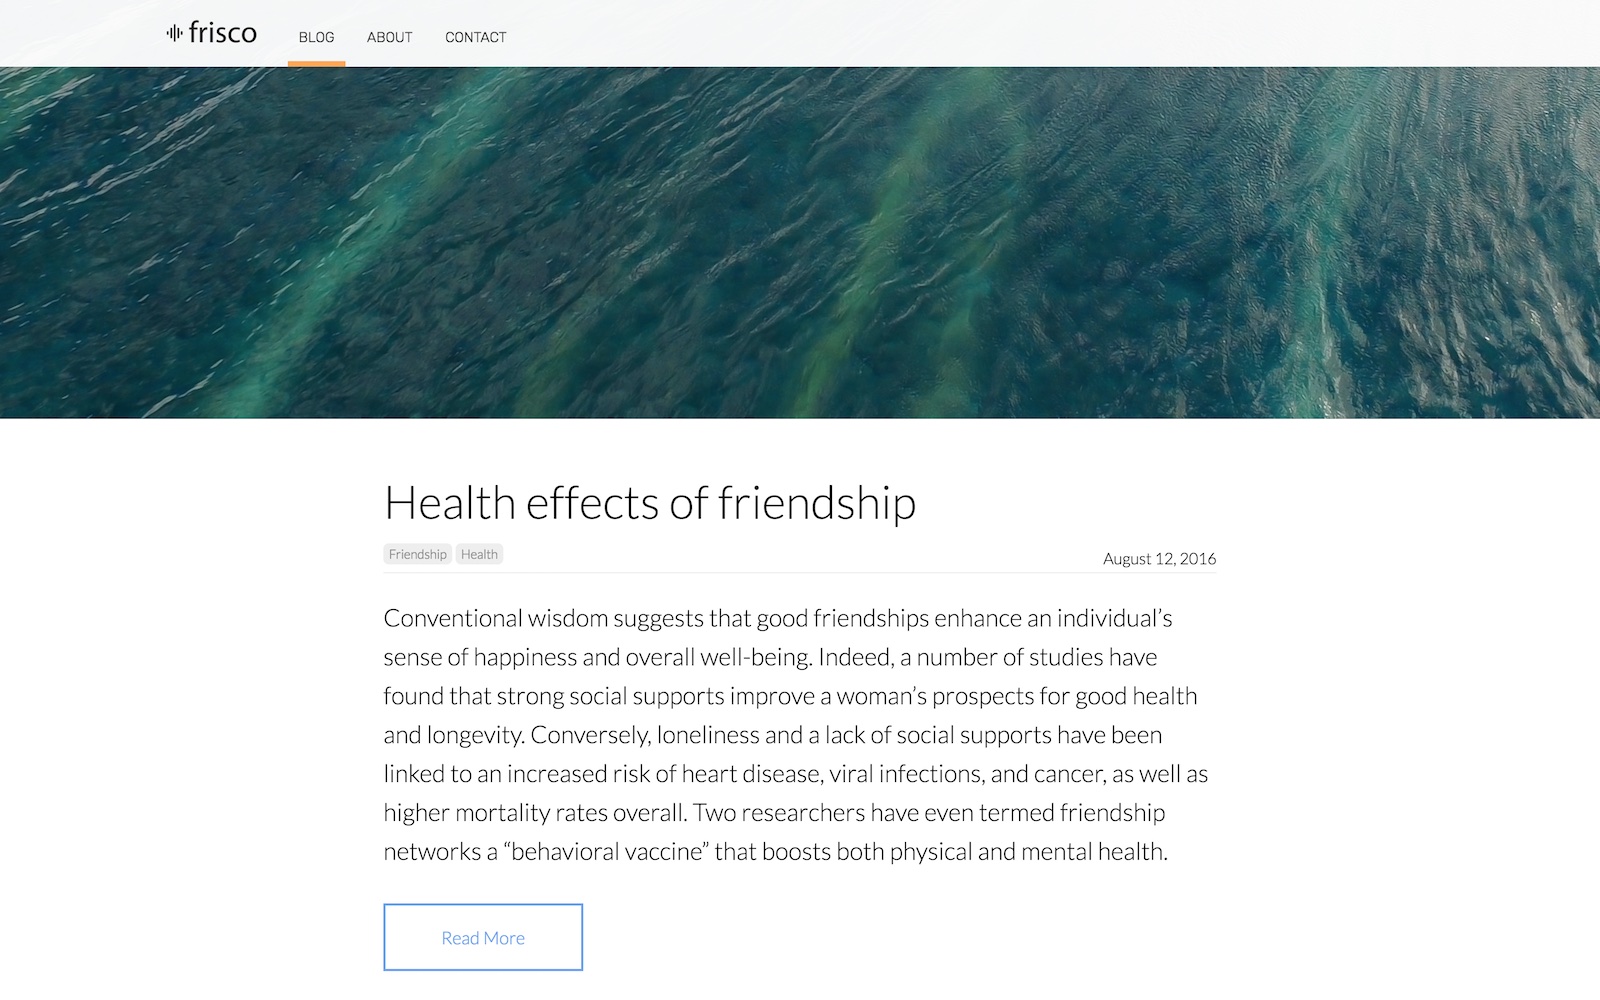 frisco
BLOG ABOUT CONTACT
Health effects of friendship
Friendship Health
August 12, 2016
Conventional wisdom suggests that good friendships enhance an individual’s
sense of happiness and overall well-being. Indeed, a number of studies have
found that strong social supports improve a woman’s prospects for good health
and longevity. Conversely, loneliness and a lack of social supports have been
linked to an increased risk of heart disease, viral infections, and cancer, as well as
higher mortality rates overall. Two researchers have even termed friendship
networks a “behavioral vaccine” that boosts both physical and mental health.
Read More